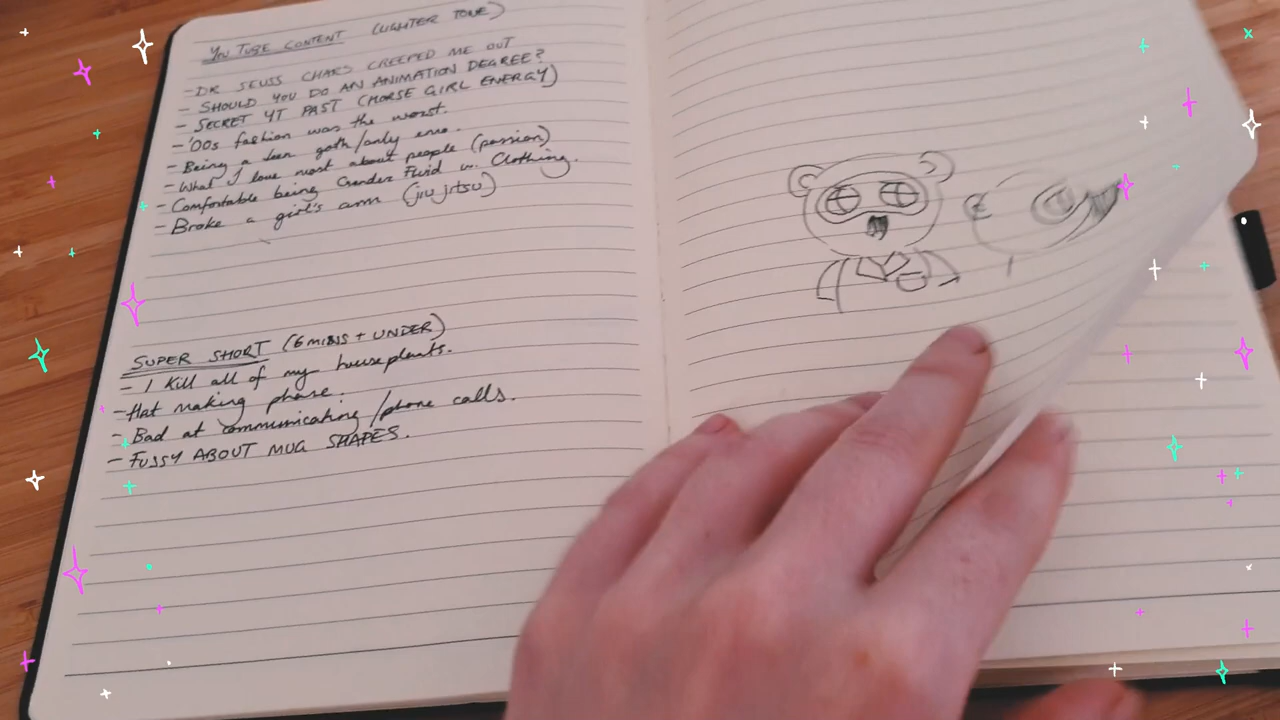 YOUTUBE CONTENT (LIGHTER TONE)
- DR SEUSS CHARS CREEPED ME OUT
- SHOULD YOU DO AN ANIMATION DEGREE?
- SECRET YT PAST (HORSE GIRL ENERGY)
- '00s fashion was the worst.
- Being a teen goth/only emo.
- What I love most about people (passion)
- Comfortable being Gender Fluid in Clothing.
- Broke a girl's arm (jiu jitsu)
SUPER SHORT (6 MINS + UNDER)
- I Kill all of my houseplants.
- Hat making phase.
- Bad at communicating / phone calls.
- FUSSY ABOUT MUG SHAPES.